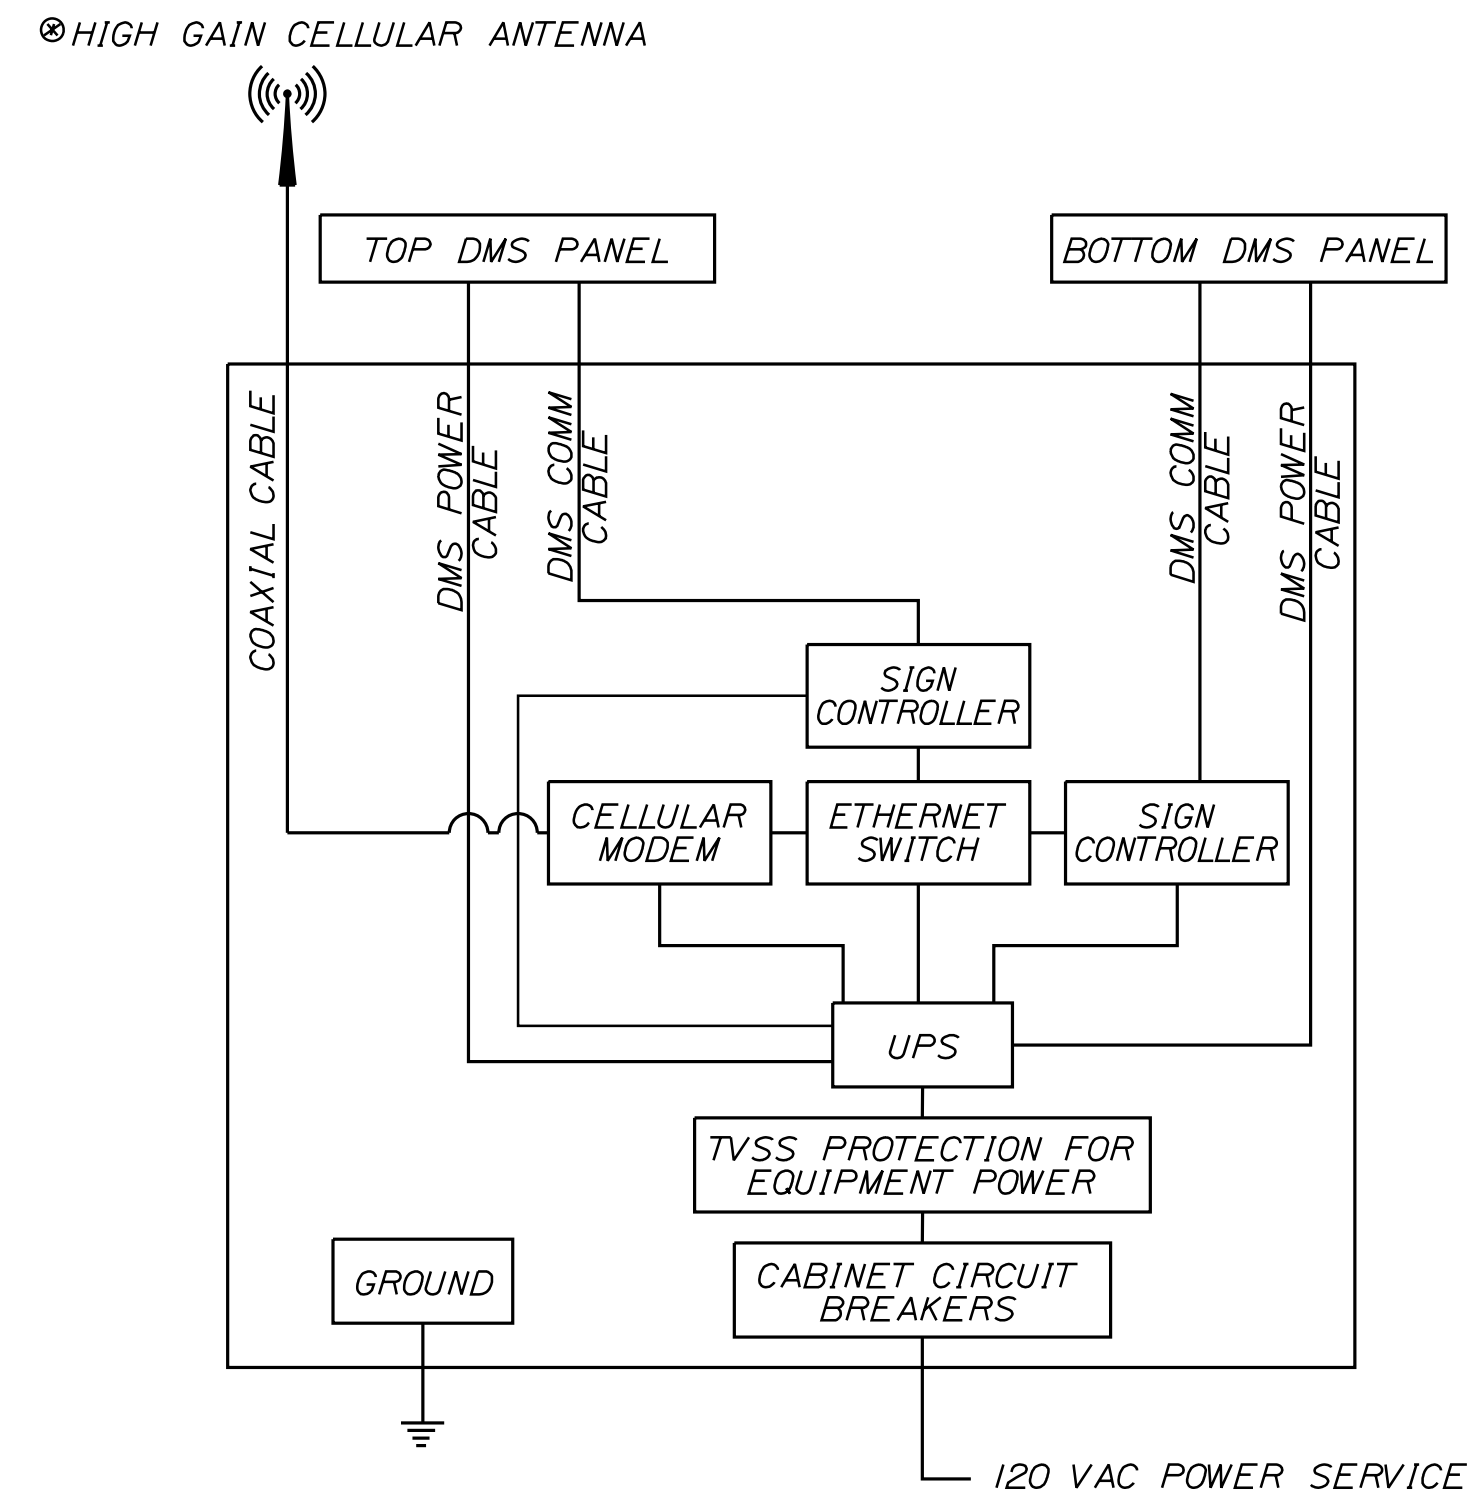 ⊛ HIGH GAIN CELLULAR ANTENNA
TOP DMS PANEL
BOTTOM DMS PANEL
COAXIAL CABLE
DMS POWER
CABLE
DMS COMM
CABLE
DMS COMM
CABLE
DMS POWER
CABLE
SIGN
CONTROLLER
CELLULAR
MODEM
ETHERNET
SWITCH
SIGN
CONTROLLER
UPS
TVSS PROTECTION FOR
EQUIPMENT POWER
GROUND
CABINET CIRCUIT
BREAKERS
120 VAC POWER SERVICE